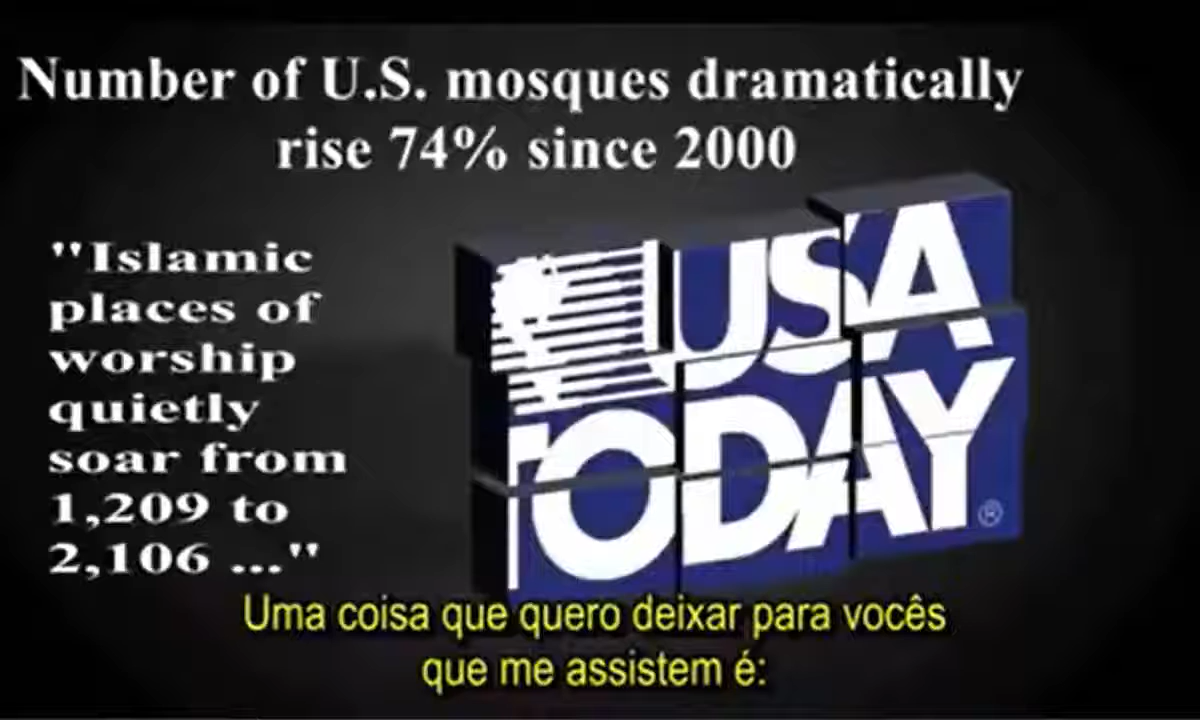 Number of U.S. mosques dramatically
rise 74% since 2000
"Islamic
places of
worship
quietly
soar from
1,209 to
2,106 ..."
USA
TODAY
®
Uma coisa que quero deixar para vocês
que me assistem é: